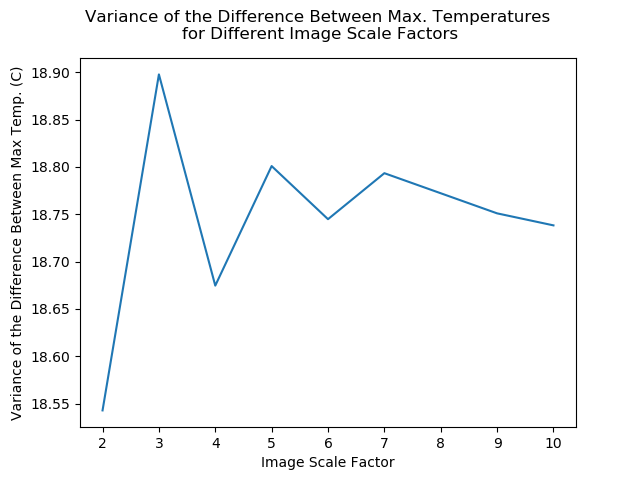 Variance of the Difference Between Max. Temperatures
for Different Image Scale Factors
Variance of the Difference Between Max Temp. (C)
18.90
18.85
18.80
18.75
18.70
18.65
18.60
18.55
2 3 4 5 6 7 8 9 10
Image Scale Factor